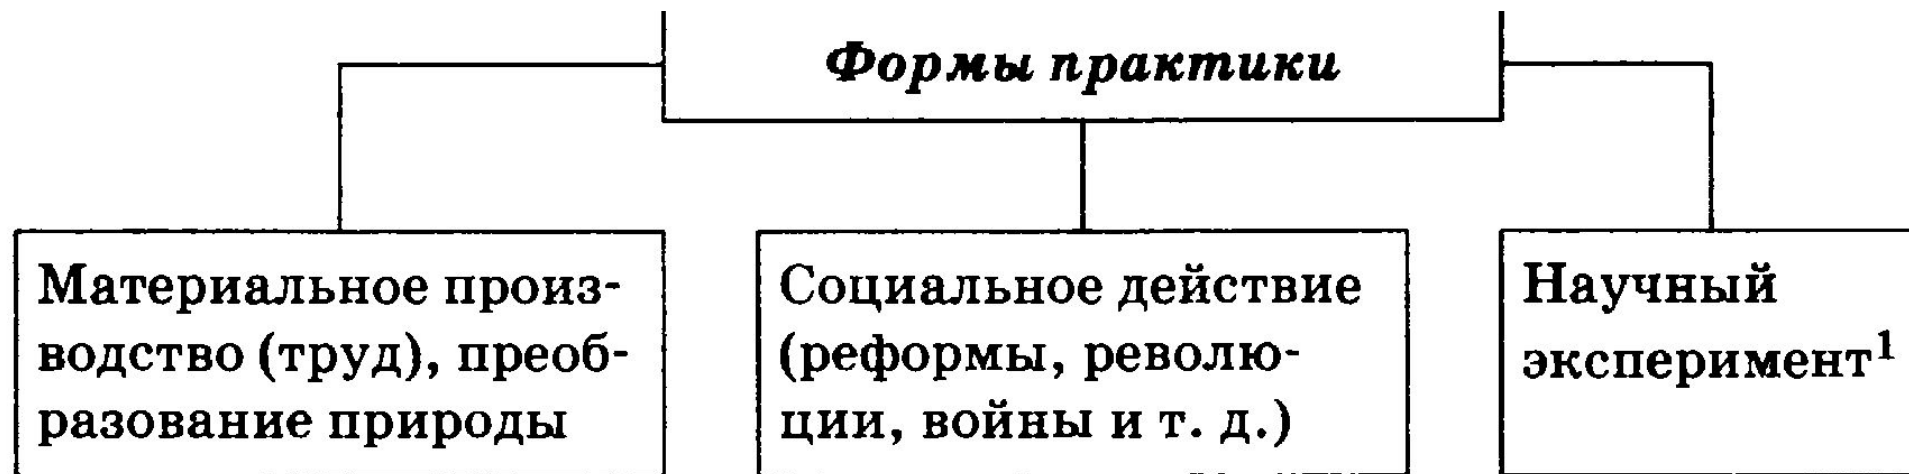 Формы практики
Материальное произ-
водство (труд), преоб-
разование природы
Социальное действие
(реформы, револю-
ции, войны и т. д.)
Научный
эксперимент¹